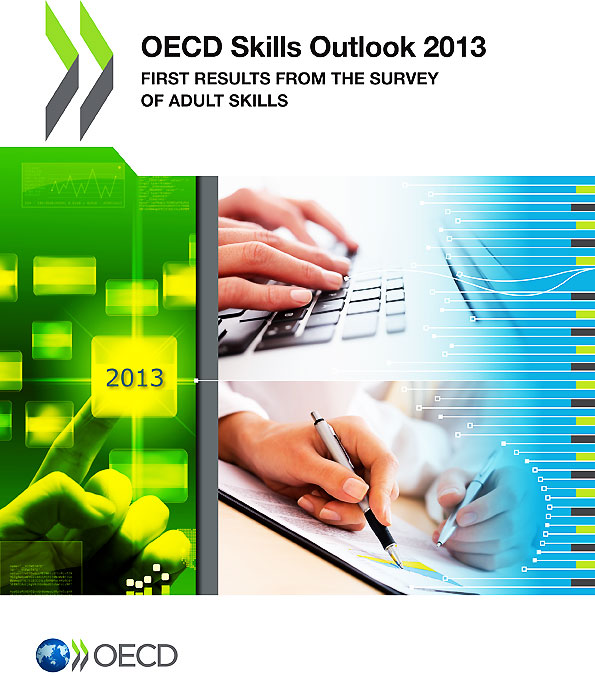 OECD Skills Outlook 2013
FIRST RESULTS FROM THE SURVEY
OF ADULT SKILLS
2013
OECD